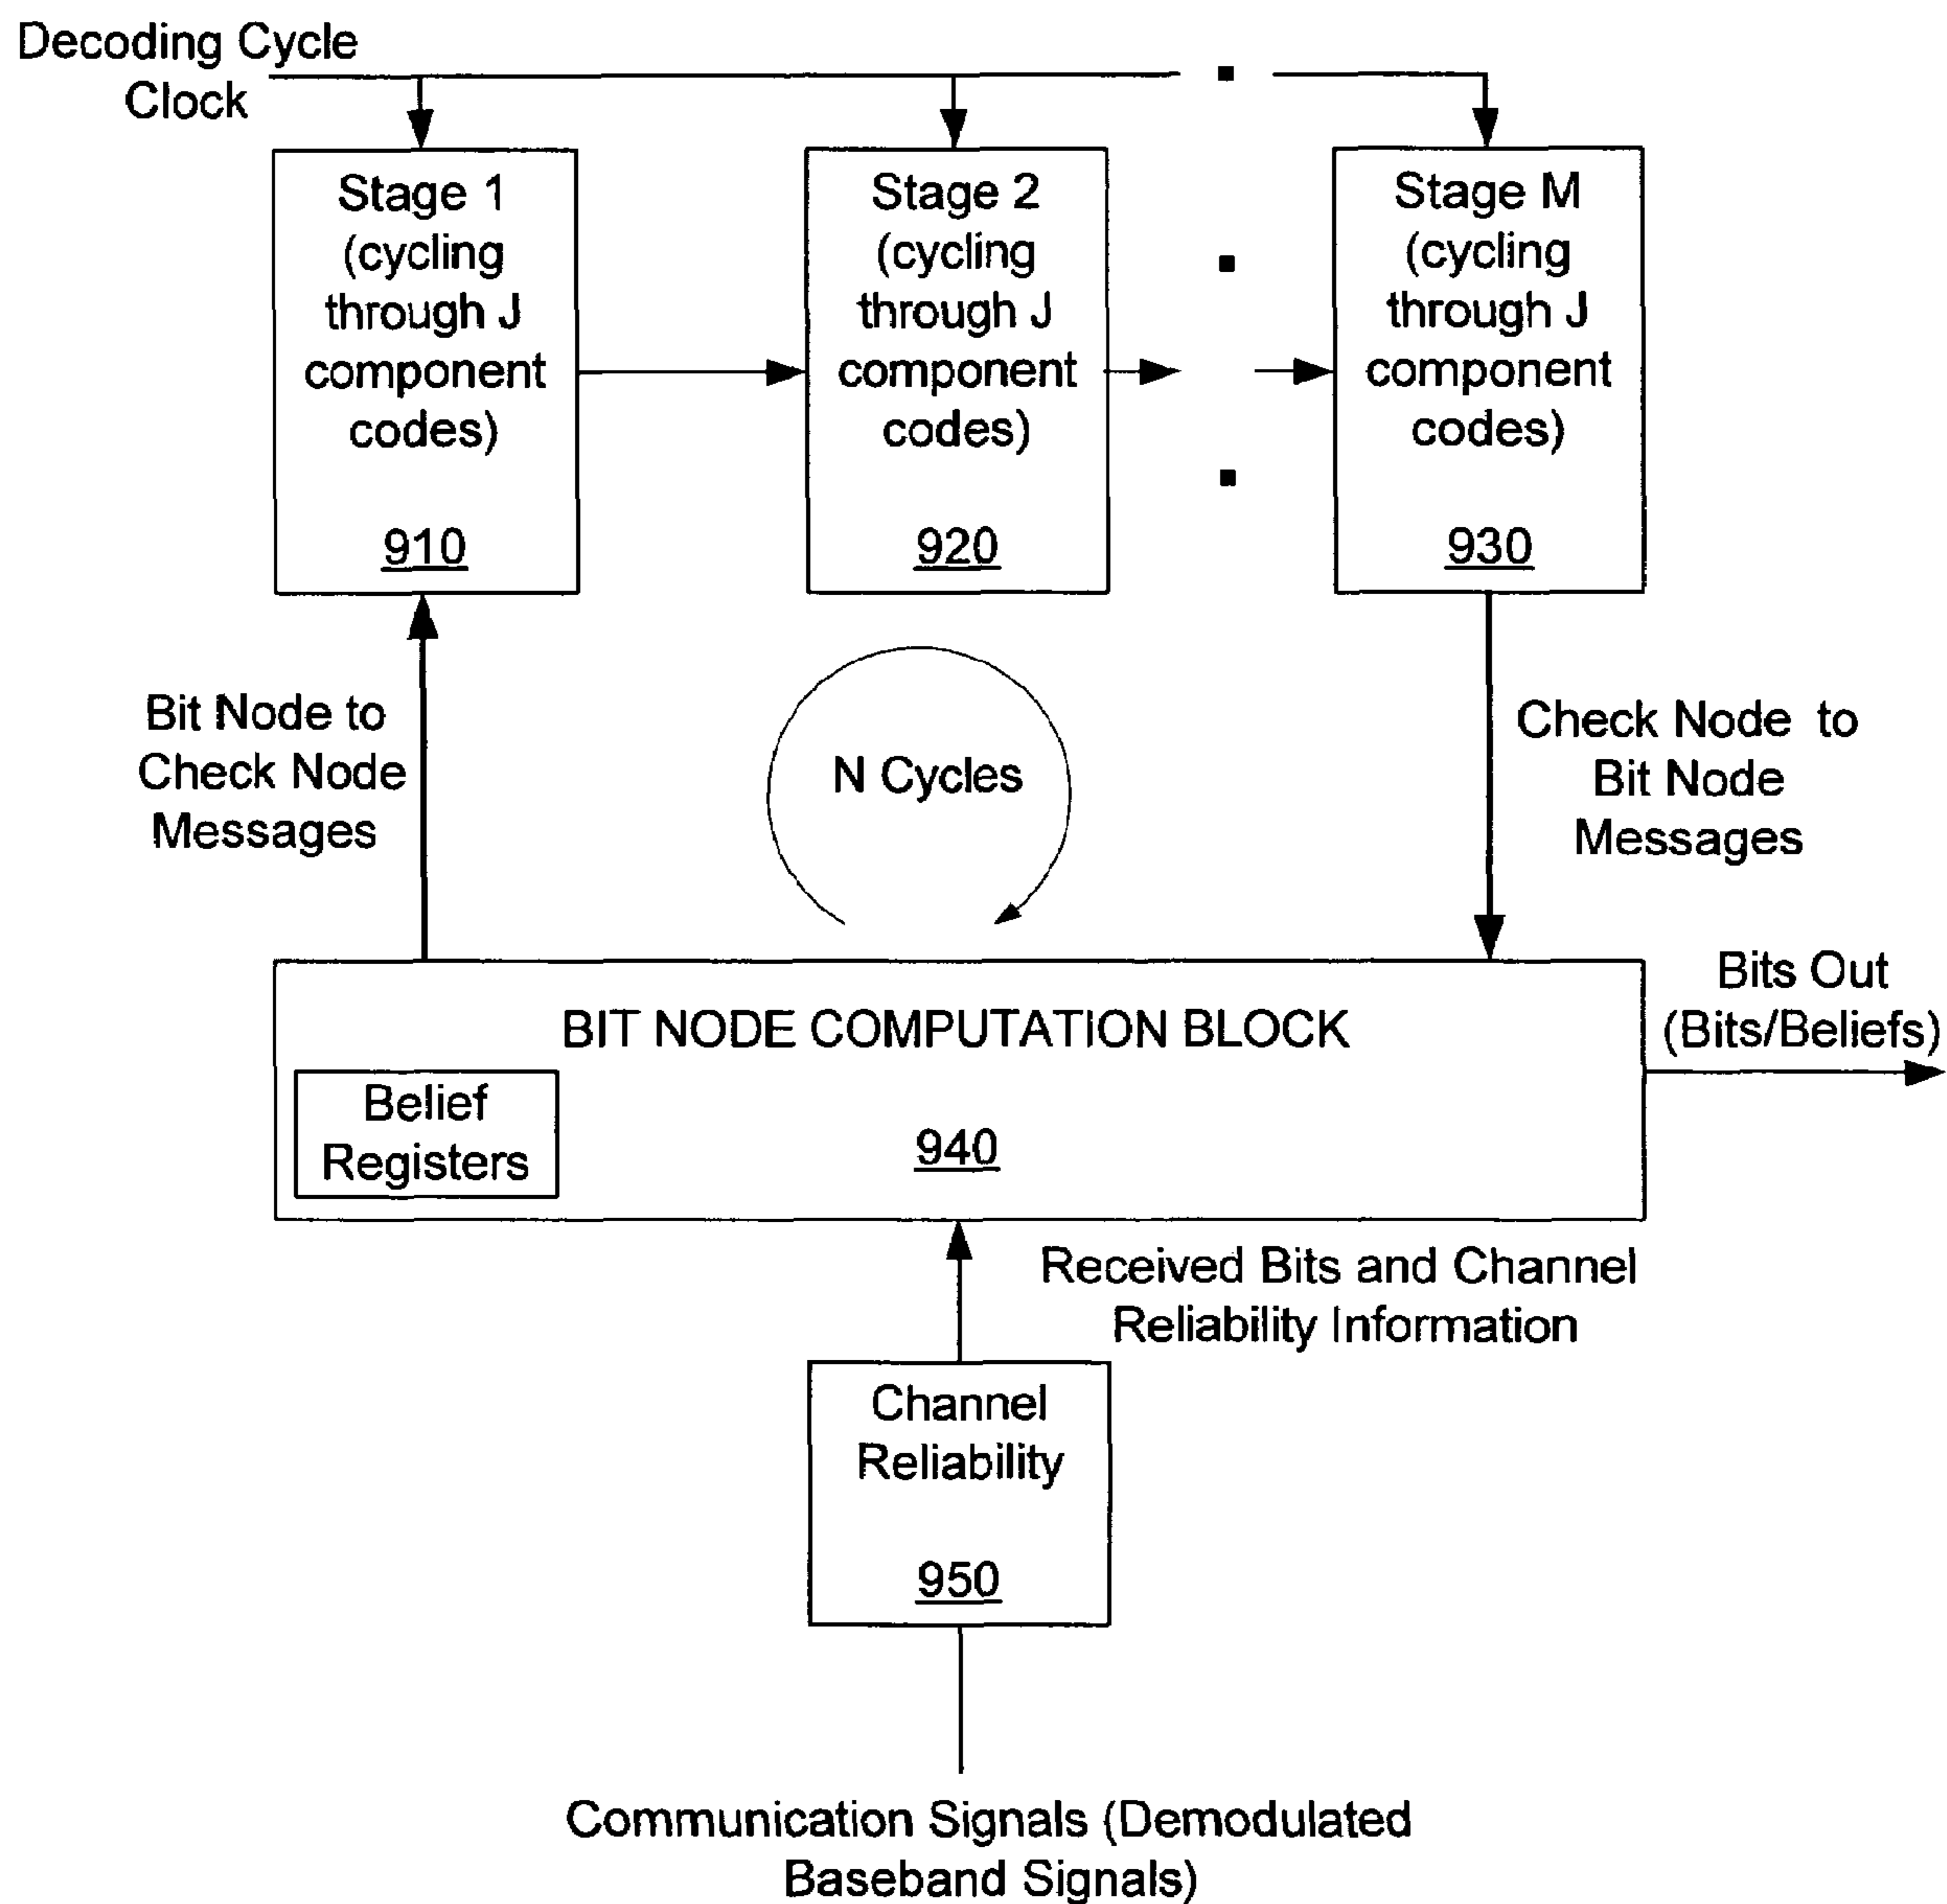 Decoding Cycle
Clock
Stage 1
(cycling
through J
component
codes)
910
Stage 2
(cycling
through J
component
codes)
920
Stage M
(cycling
through J
component
codes)
930
Bit Node to
Check Node
Messages
N Cycles
Check Node to
Bit Node
Messages
BIT NODE COMPUTATION BLOCK
Belief
Registers
940
Bits Out
(Bits/Beliefs)
Received Bits and Channel
Reliability Information
Channel
Reliability
950
Communication Signals (Demodulated
Baseband Signals)